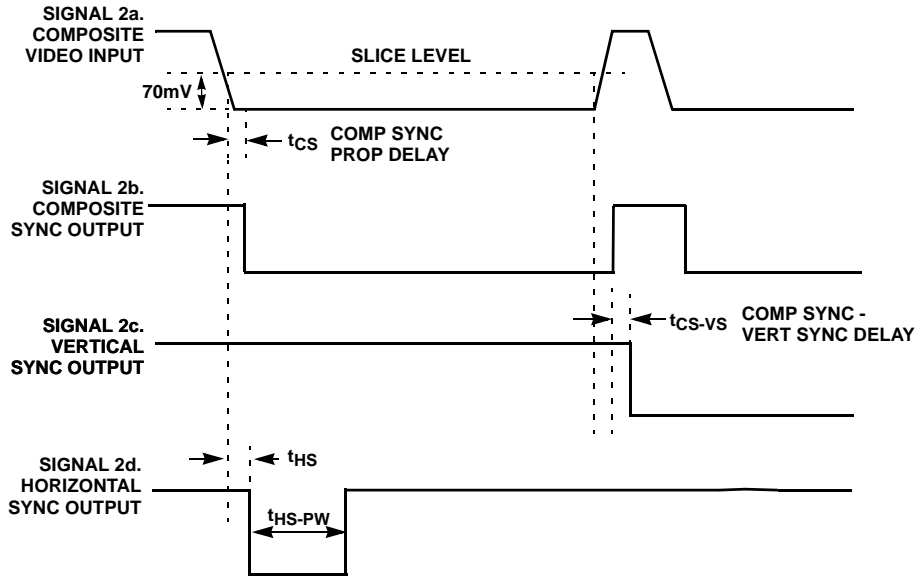 SIGNAL 2a.
COMPOSITE
VIDEO INPUT
SLICE LEVEL
70mV
tCS COMP SYNC
PROP DELAY
SIGNAL 2b.
COMPOSITE
SYNC OUTPUT
tCS-VS COMP SYNC -
VERT SYNC DELAY
SIGNAL 2c.
VERTICAL
SYNC OUTPUT
tHS
SIGNAL 2d.
HORIZONTAL
SYNC OUTPUT
tHS-PW